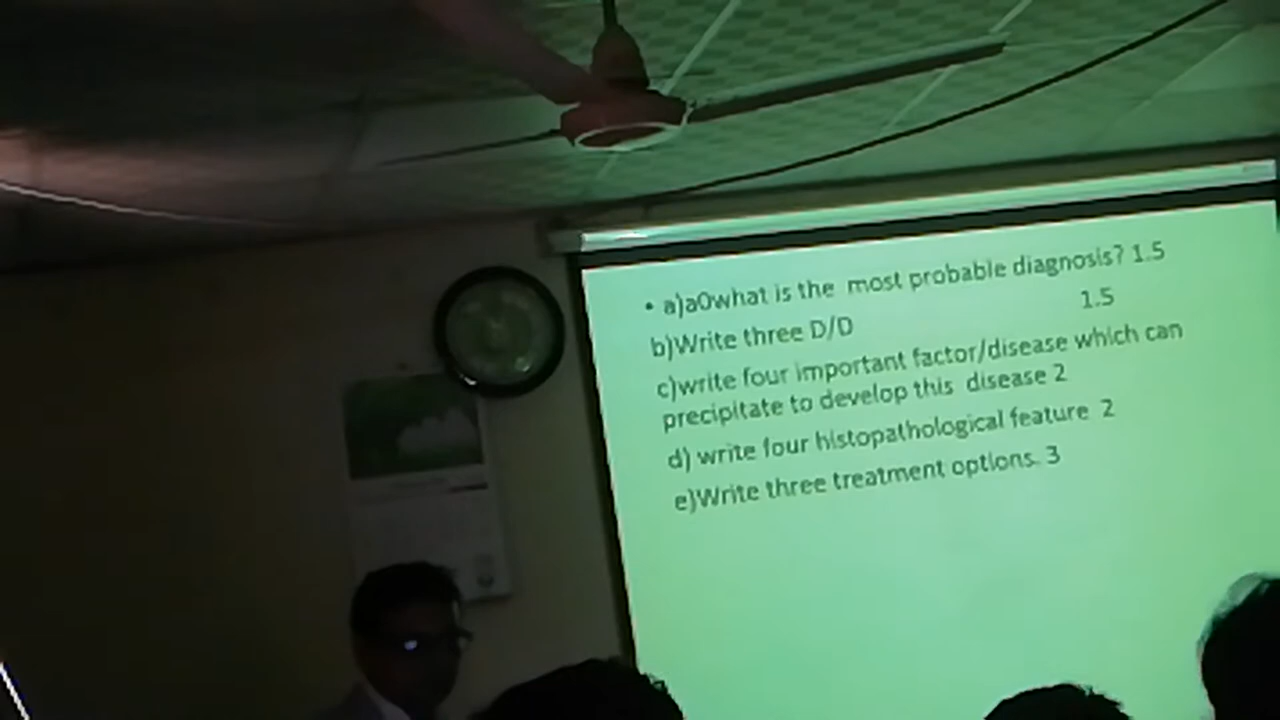 • a)a0what is the most probable diagnosis? 1.5
b)Write three D/D 1.5
c)write four important factor/disease which can
precipitate to develop this disease 2
d) write four histopathological feature 2
e)Write three treatment options. 3